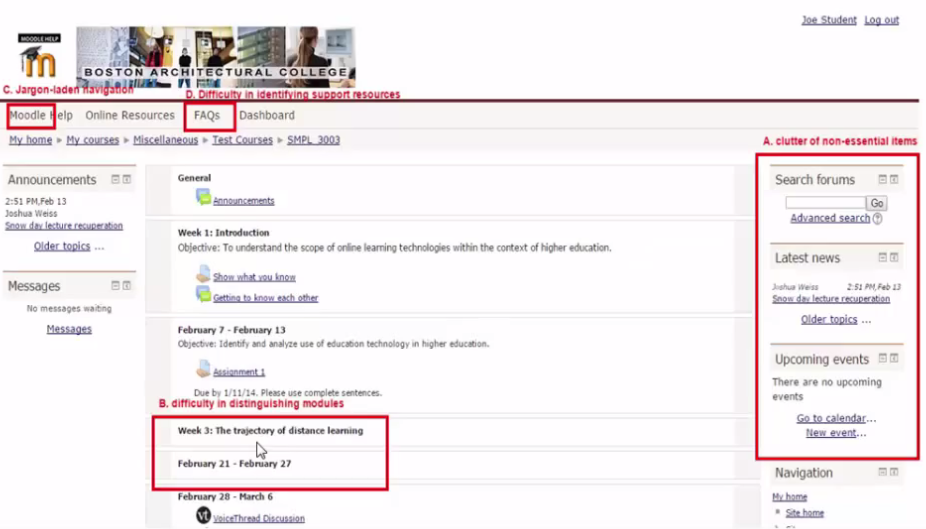 Joe Student Log out
MOODLE HELP
m
BOSTON ARCHITECTURAL COLLEGE
C. Jargon-laden navigation
D. Difficulty in identifying support resources
Moodle Help Online Resources FAQs Dashboard
My home ► My courses ► Miscellaneous ► Test Courses ► SMPL_3003
A. clutter of non-essential items
Announcements
2:51 PM,Feb 13
Joshua Weiss
Snow day lecture recuperation
Older topics ...
Messages
No messages waiting
Messages
General
Announcements
Week 1: Introduction
Objective: To understand the scope of online learning technologies within the context of higher education.
Show what you know
Getting to know each other
February 7 - February 13
Objective: Identify and analyze use of education technology in higher education.
Assignment 1
Due by 1/11/14. Please use complete sentences.
B. difficulty in distinguishing modules
Week 3: The trajectory of distance learning
February 21 - February 27
February 28 - March 6
vt VoiceThread Discussion
Search forums
Go
Advanced search ?
Latest news
Joshua Weiss 2:51 PM,Feb 13
Snow day lecture recuperation
Older topics ...
Upcoming events
There are no upcoming
events
Go to calendar...
New event...
Navigation
My home
Site home